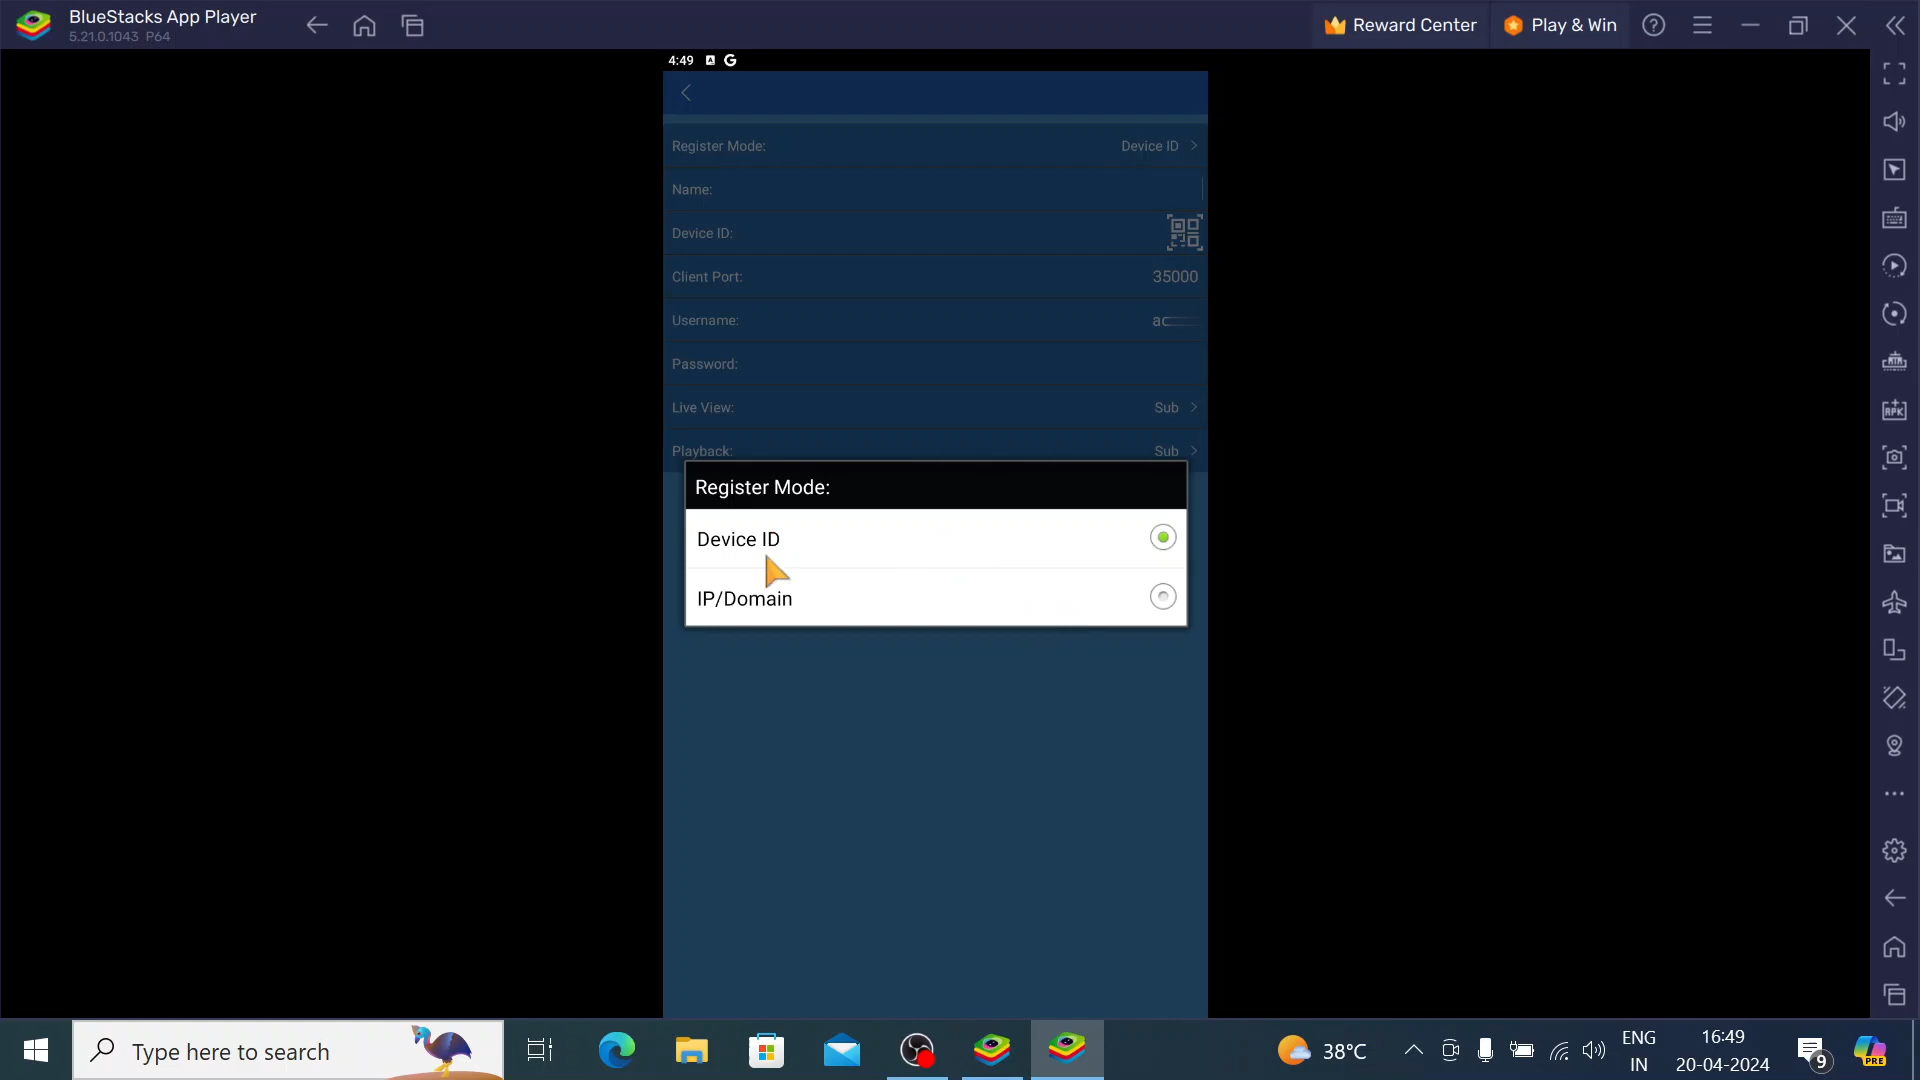 BlueStacks App Player
5.21.0.1043 P64
Reward Center
Play & Win
4:49
Register Mode:
Device ID
Name:
Device ID:
Client Port:
35000
Username:
Password:
Live View:
Sub
Playback:
Sub
Register Mode:
Device ID
IP/Domain
APK
Type here to search
38°C
ENG
IN
16:49
20-04-2024
9
PRE